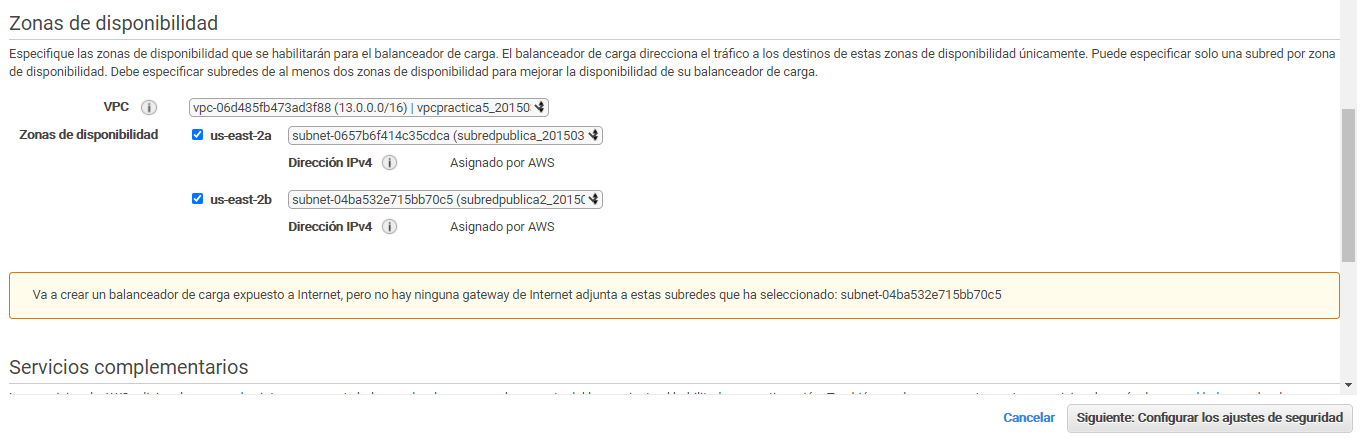 Zonas de disponibilidad
Especifique las zonas de disponibilidad que se habilitarán para el balanceador de carga. El balanceador de carga direcciona el tráfico a los destinos de estas zonas de disponibilidad únicamente. Puede especificar solo una subred por zona
de disponibilidad. Debe especificar subredes de al menos dos zonas de disponibilidad para mejorar la disponibilidad de su balanceador de carga.
VPC vpc-06d485fb473ad3f88 (13.0.0.0/16) | vpcpractica5_20150
Zonas de disponibilidad us-east-2a subnet-0657b6f414c35cdca (subredpublica_201503
Dirección IPv4 Asignado por AWS
us-east-2b subnet-04ba532e715bb70c5 (subredpublica2_20150
Dirección IPv4 Asignado por AWS
Va a crear un balanceador de carga expuesto a Internet, pero no hay ninguna gateway de Internet adjunta a estas subredes que ha seleccionado: subnet-04ba532e715bb70c5
Servicios complementarios
Cancelar Siguiente: Configurar los ajustes de seguridad